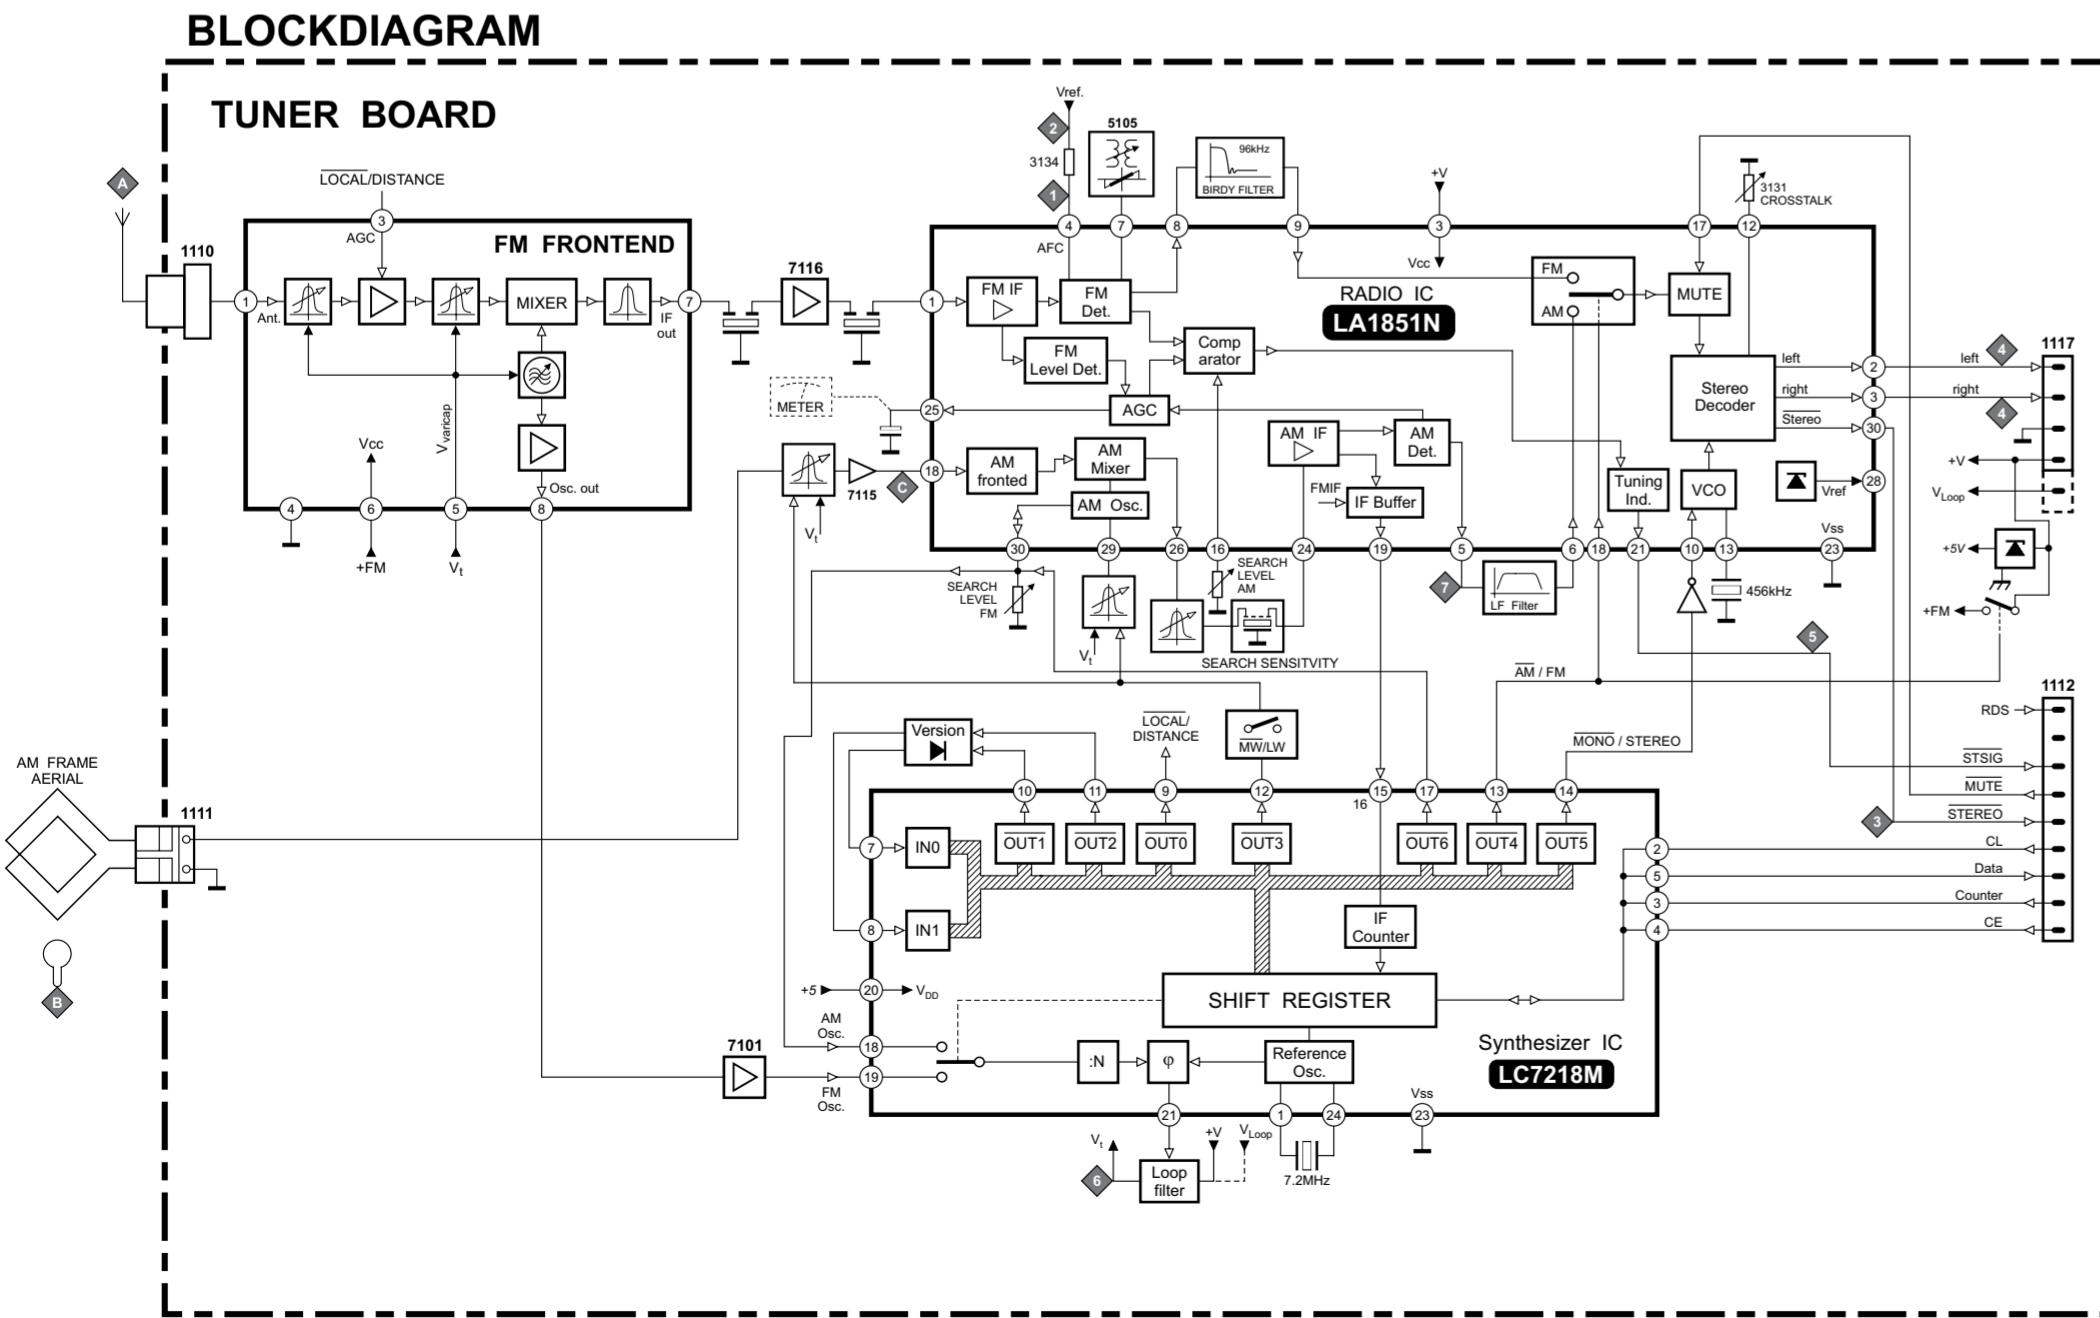 BLOCKDIAGRAM
TUNER BOARD
A
LOCAL/DISTANCE
1110
3
AGC
FM FRONTEND
1
Ant.
MIXER
7
IF
out
Vvaricap
Vcc
Osc. out
4
6
5
8
+FM
Vt
7116
METER
7115
C
Vt
Vref.
2
3134
1
5105
96kHz
BIRDY FILTER
+V
3131
CROSSTALK
4
7
8
9
3
17
12
AFC
Vcc
RADIO IC
LA1851N
1
FM IF
FM
Det.
FM
Level Det.
Comp
arator
AGC
25
FM
AM
MUTE
Stereo
Decoder
left
right
Stereo
2
3
30
left
right
4
4
1117
+V
VLoop
+5V
+FM
18
AM
fronted
AM
Mixer
AM Osc.
AM IF
AM
Det.
FMIF
IF Buffer
Tuning
Ind.
VCO
Vref
28
Vss
30
29
26
16
24
19
5
6
18
21
10
13
23
SEARCH
LEVEL
FM
Vt
SEARCH
LEVEL
AM
SEARCH SENSITVITY
7
LF Filter
456kHz
5
AM / FM
MONO / STEREO
1112
RDS
STSIG
MUTE
3
STEREO
CL
Data
Counter
CE
AM FRAME
AERIAL
1111
B
Version
LOCAL/
DISTANCE
MW/LW
10
11
9
12
15
16
17
13
14
7
IN0
OUT1
OUT2
OUT0
OUT3
OUT6
OUT4
OUT5
2
5
3
4
8
IN1
IF
Counter
+5
20
VDD
SHIFT REGISTER
AM
Osc.
18
7101
19
FM
Osc.
:N
φ
Reference
Osc.
Synthesizer IC
LC7218M
Vss
21
1
24
23
Vt
+V
VLoop
6
Loop
filter
7.2MHz